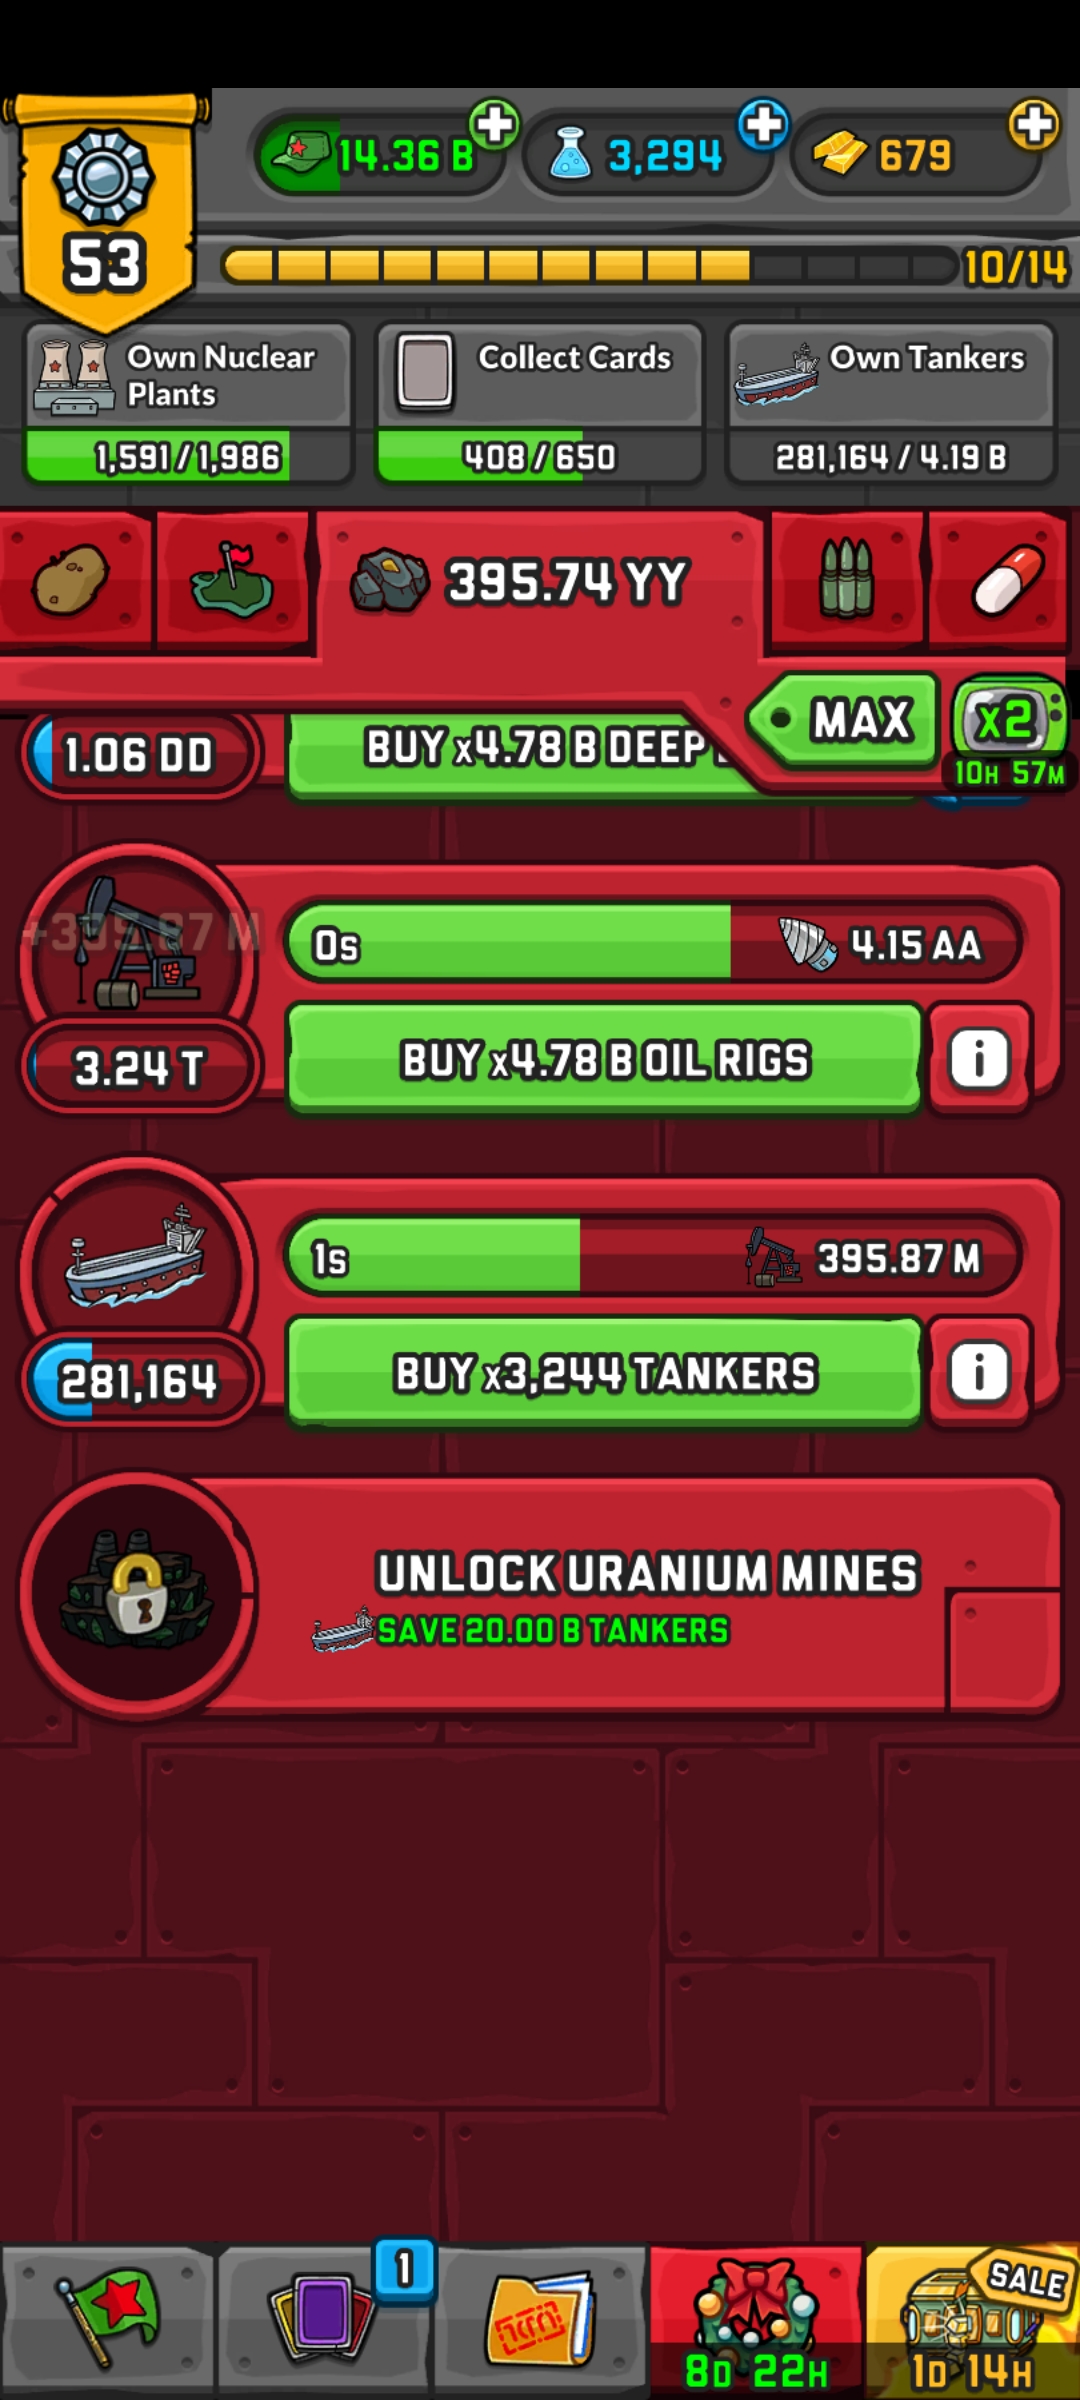 14.36 B
3,294
679
53
10/14
Own Nuclear
Plants
1,591/1,986
Collect Cards
408/650
Own Tankers
281,164 / 4.19 B
395.74 YY
MAX
x2
10H 57M
1.06 DD
BUY x4.78 B DEEP
+395.87 M
0s
4.15 AA
3.24 T
BUY x4.78 B OIL RIGS
i
1s
395.87 M
281,164
BUY x3,244 TANKERS
i
UNLOCK URANIUM MINES
SAVE 20.00 B TANKERS
1
8D 22H
SALE
1D 14H